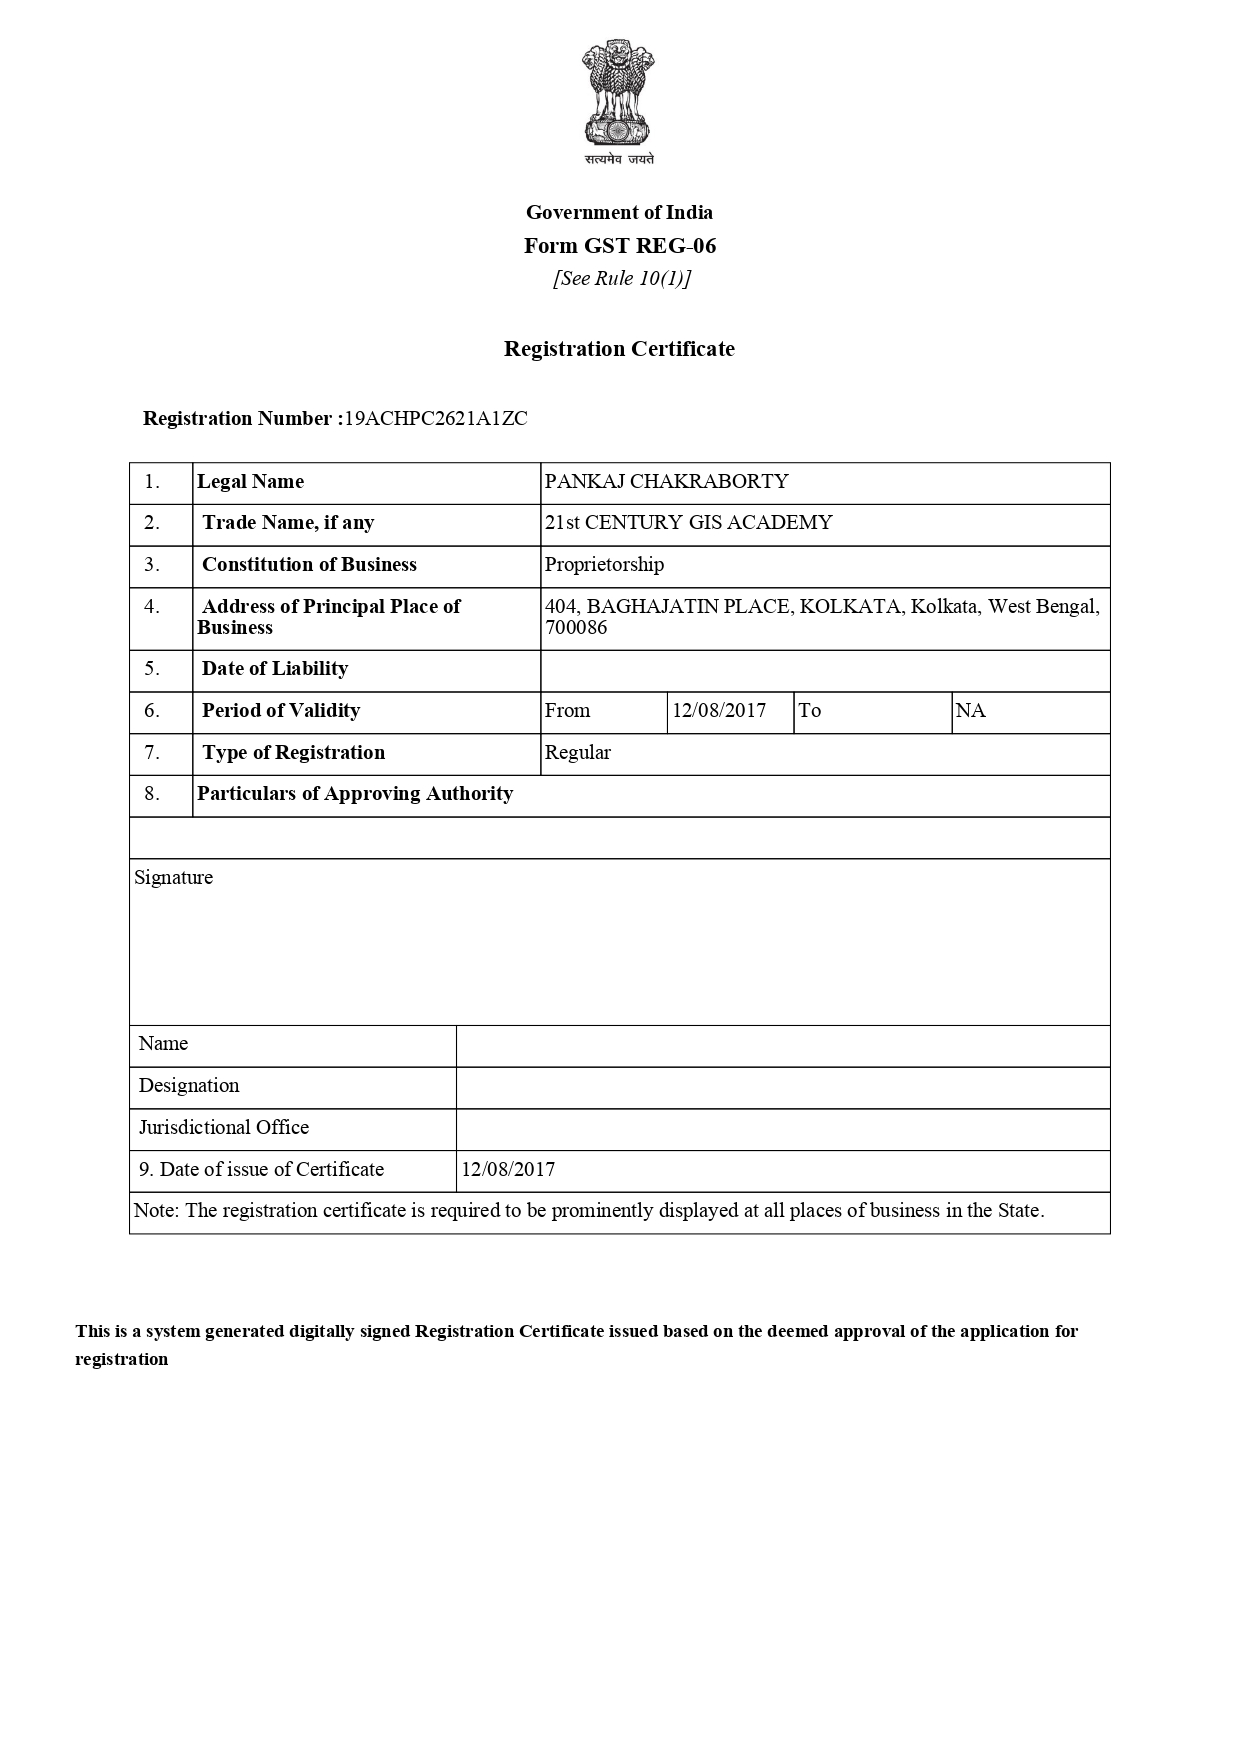 सत्यमेव जयते
Government of India
Form GST REG-06
[See Rule 10(1)]
Registration Certificate
Registration Number :19ACHPC2621A1ZC
1. Legal Name PANKAJ CHAKRABORTY
2. Trade Name, if any 21st CENTURY GIS ACADEMY
3. Constitution of Business Proprietorship
4. Address of Principal Place of 404, BAGHAJATIN PLACE, KOLKATA, Kolkata, West Bengal,
Business 700086
5. Date of Liability
6. Period of Validity From 12/08/2017 To NA
7. Type of Registration Regular
8. Particulars of Approving Authority
Signature
Name
Designation
Jurisdictional Office
9. Date of issue of Certificate 12/08/2017
Note: The registration certificate is required to be prominently displayed at all places of business in the State.
This is a system generated digitally signed Registration Certificate issued based on the deemed approval of the application for
registration